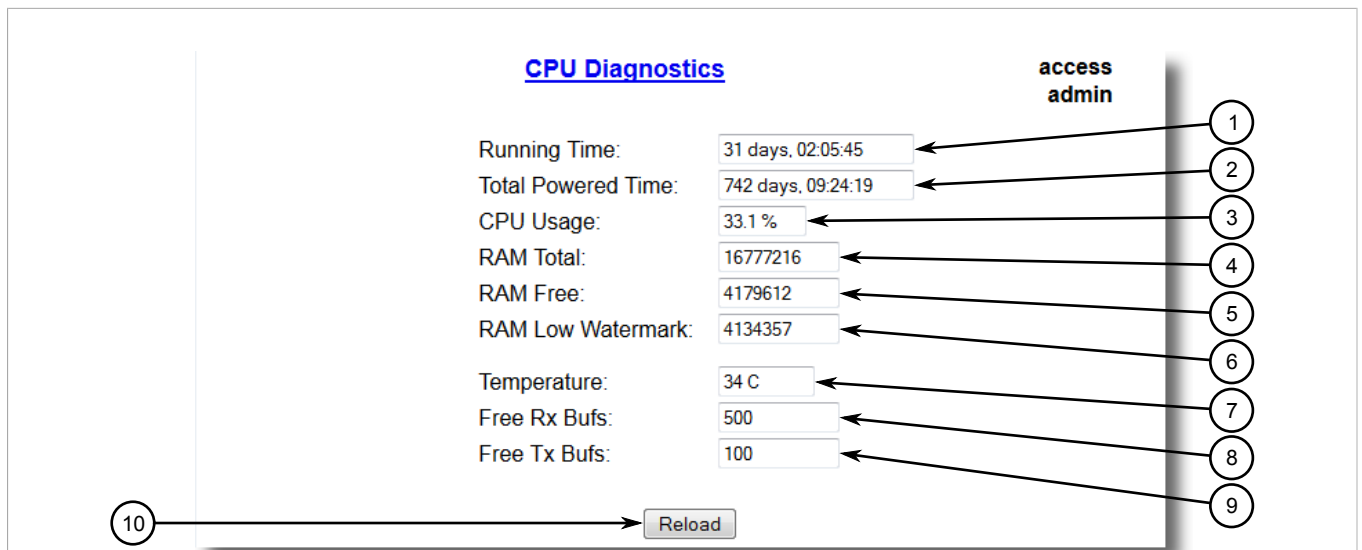 CPU Diagnostics
access
admin
Running Time: 31 days, 02:05:45 1
Total Powered Time: 742 days, 09:24:19 2
CPU Usage: 33.1 % 3
RAM Total: 16777216 4
RAM Free: 4179612 5
RAM Low Watermark: 4134357 6
Temperature: 34 C 7
Free Rx Bufs: 500 8
Free Tx Bufs: 100 9
10 Reload